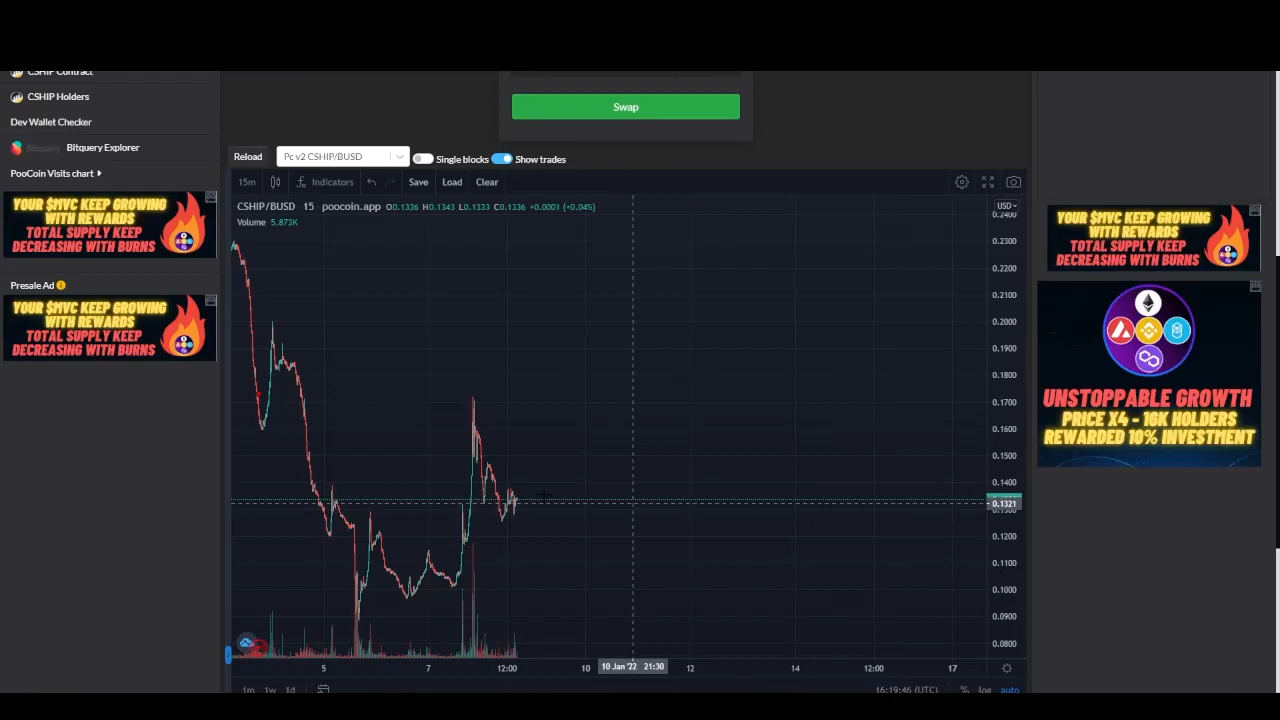 CSHIP Contract
CSHIP Holders
Dev Wallet Checker
Bitquery Bitquery Explorer
PooCoin Visits chart
YOUR $MVC KEEP GROWING
WITH REWARDS
TOTAL SUPPLY KEEP
DECREASING WITH BURNS
Presale Ad
YOUR $MVC KEEP GROWING
WITH REWARDS
TOTAL SUPPLY KEEP
DECREASING WITH BURNS
Swap
Reload Pc v2 CSHIP/BUSD Single blocks Show trades
15m Indicators Save Load Clear
CSHIP/BUSD 15 poocoin.app O0.1336 H0.1343 L0.1333 C0.1336 +0.0001 (+0.04%)
Volume 5.873K
USD
0.2400
0.2300
0.2200
0.2100
0.2000
0.1900
0.1800
0.1700
0.1600
0.1500
0.1400
0.1321
0.1300
0.1200
0.1100
0.1000
0.0900
0.0800
5 7 12:00 10 10 Jan '22 21:30 12 14 12:00 17
1m 1w 1d 16:19:46 (UTC) % log auto
YOUR $MVC KEEP GROWING
WITH REWARDS
TOTAL SUPPLY KEEP
DECREASING WITH BURNS
UNSTOPPABLE GROWTH
PRICE X4 - 16K HOLDERS
REWARDED 10% INVESTMENT